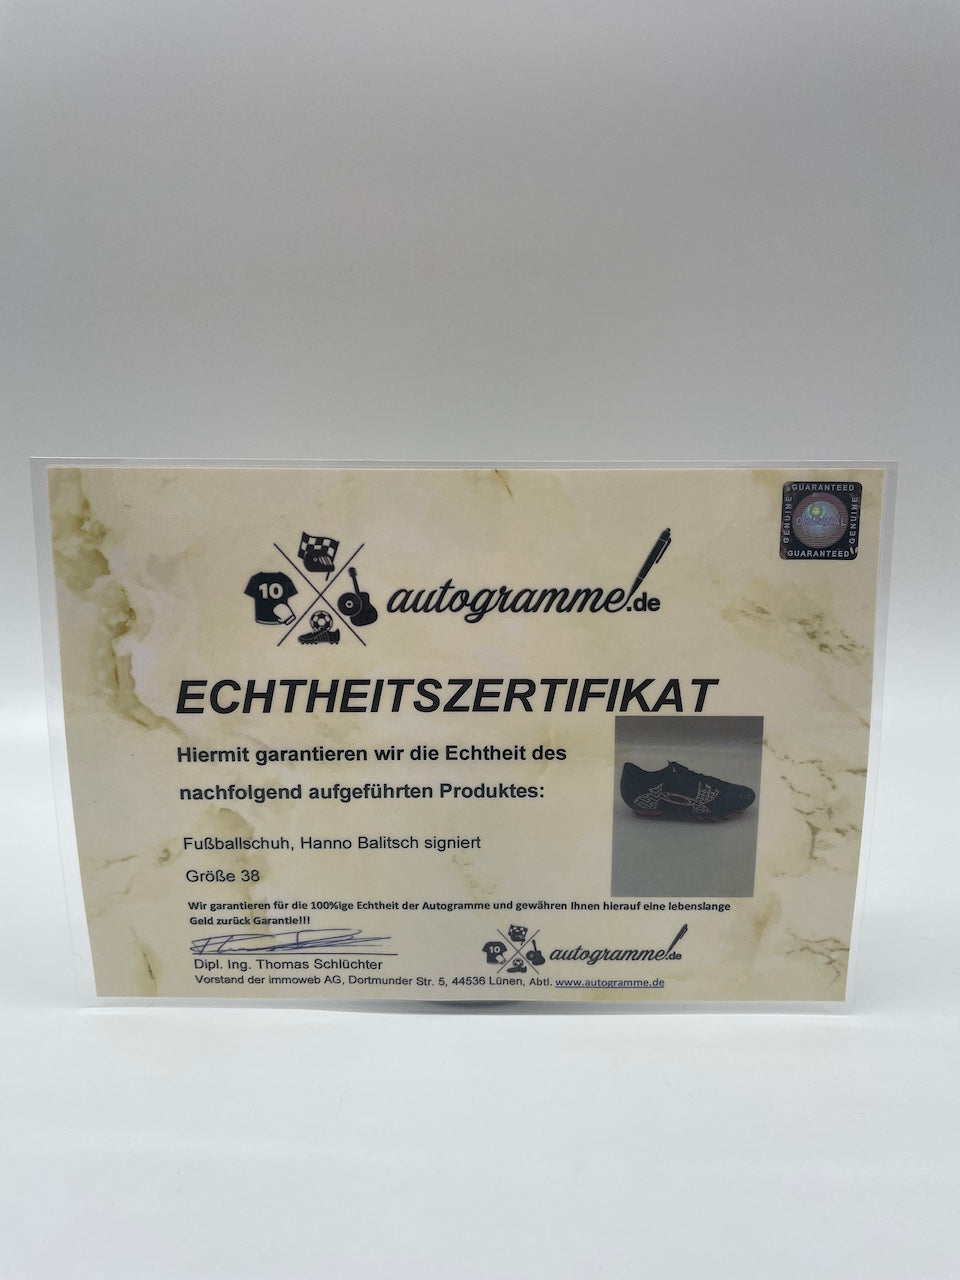 GUARANTEED
GENUINE
ORIGINAL
GENUINE
GUARANTEED
10
autogramme.de
ECHTHEITSZERTIFIKAT
Hiermit garantieren wir die Echtheit des
nachfolgend aufgeführten Produktes:
Fußballschuh, Hanno Balitsch signiert
Größe 38
Wir garantieren für die 100%ige Echtheit der Autogramme und gewähren Ihnen hierauf eine lebenslange
Geld zurück Garantie!!!
10
autogramme.de
Dipl. Ing. Thomas Schlüchter
Vorstand der immoweb AG, Dortmunder Str. 5, 44536 Lünen, Abtl. www.autogramme.de